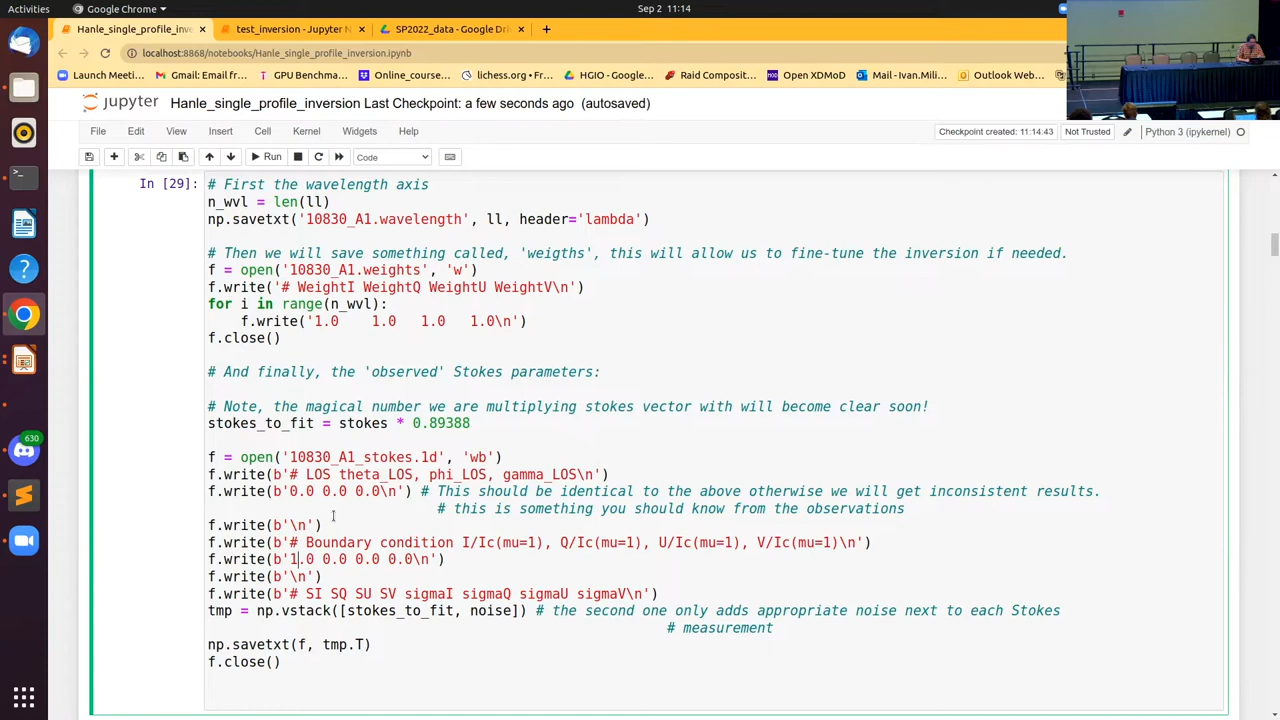 Activities
Google Chrome
Sep 2 11:14
Hanle_single_profile_inve
test_inversion - Jupyter N
SP2022_data - Google Dri
localhost:8868/notebooks/Hanle_single_profile_inversion.ipynb
Launch Meeti...
Gmail: Email fr...
GPU Benchma...
Online_course...
lichess.org • Fr...
HGIO - Google...
Raid Composit...
Open XDMoD
Mail - Ivan.Mili...
Outlook Web...
jupyter
Hanle_single_profile_inversion Last Checkpoint: a few seconds ago (autosaved)
File Edit View Insert Cell Kernel Widgets Help
Checkpoint created: 11:14:43
Not Trusted
Python 3 (ipykernel)
Run
Code
In [29]:
# First the wavelength axis
n_wvl = len(ll)
np.savetxt('10830_A1.wavelength', ll, header='lambda')
# Then we will save something called, 'weigths', this will allow us to fine-tune the inversion if needed.
f = open('10830_A1.weights', 'w')
f.write('# WeightI WeightQ WeightU WeightV\n')
for i in range(n_wvl):
f.write('1.0 1.0 1.0 1.0\n')
f.close()
# And finally, the 'observed' Stokes parameters:
# Note, the magical number we are multiplying stokes vector with will become clear soon!
stokes_to_fit = stokes * 0.89388
f = open('10830_A1_stokes.1d', 'wb')
f.write(b'# LOS theta_LOS, phi_LOS, gamma_LOS\n')
f.write(b'0.0 0.0 0.0\n') # This should be identical to the above otherwise we will get inconsistent results.
# this is something you should know from the observations
f.write(b'\n')
f.write(b'# Boundary condition I/Ic(mu=1), Q/Ic(mu=1), U/Ic(mu=1), V/Ic(mu=1)\n')
f.write(b'1.0 0.0 0.0 0.0\n')
f.write(b'\n')
f.write(b'# SI SQ SU SV sigmaI sigmaQ sigmaU sigmaV\n')
tmp = np.vstack([stokes_to_fit, noise]) # the second one only adds appropriate noise next to each Stokes
# measurement
np.savetxt(f, tmp.T)
f.close()
630